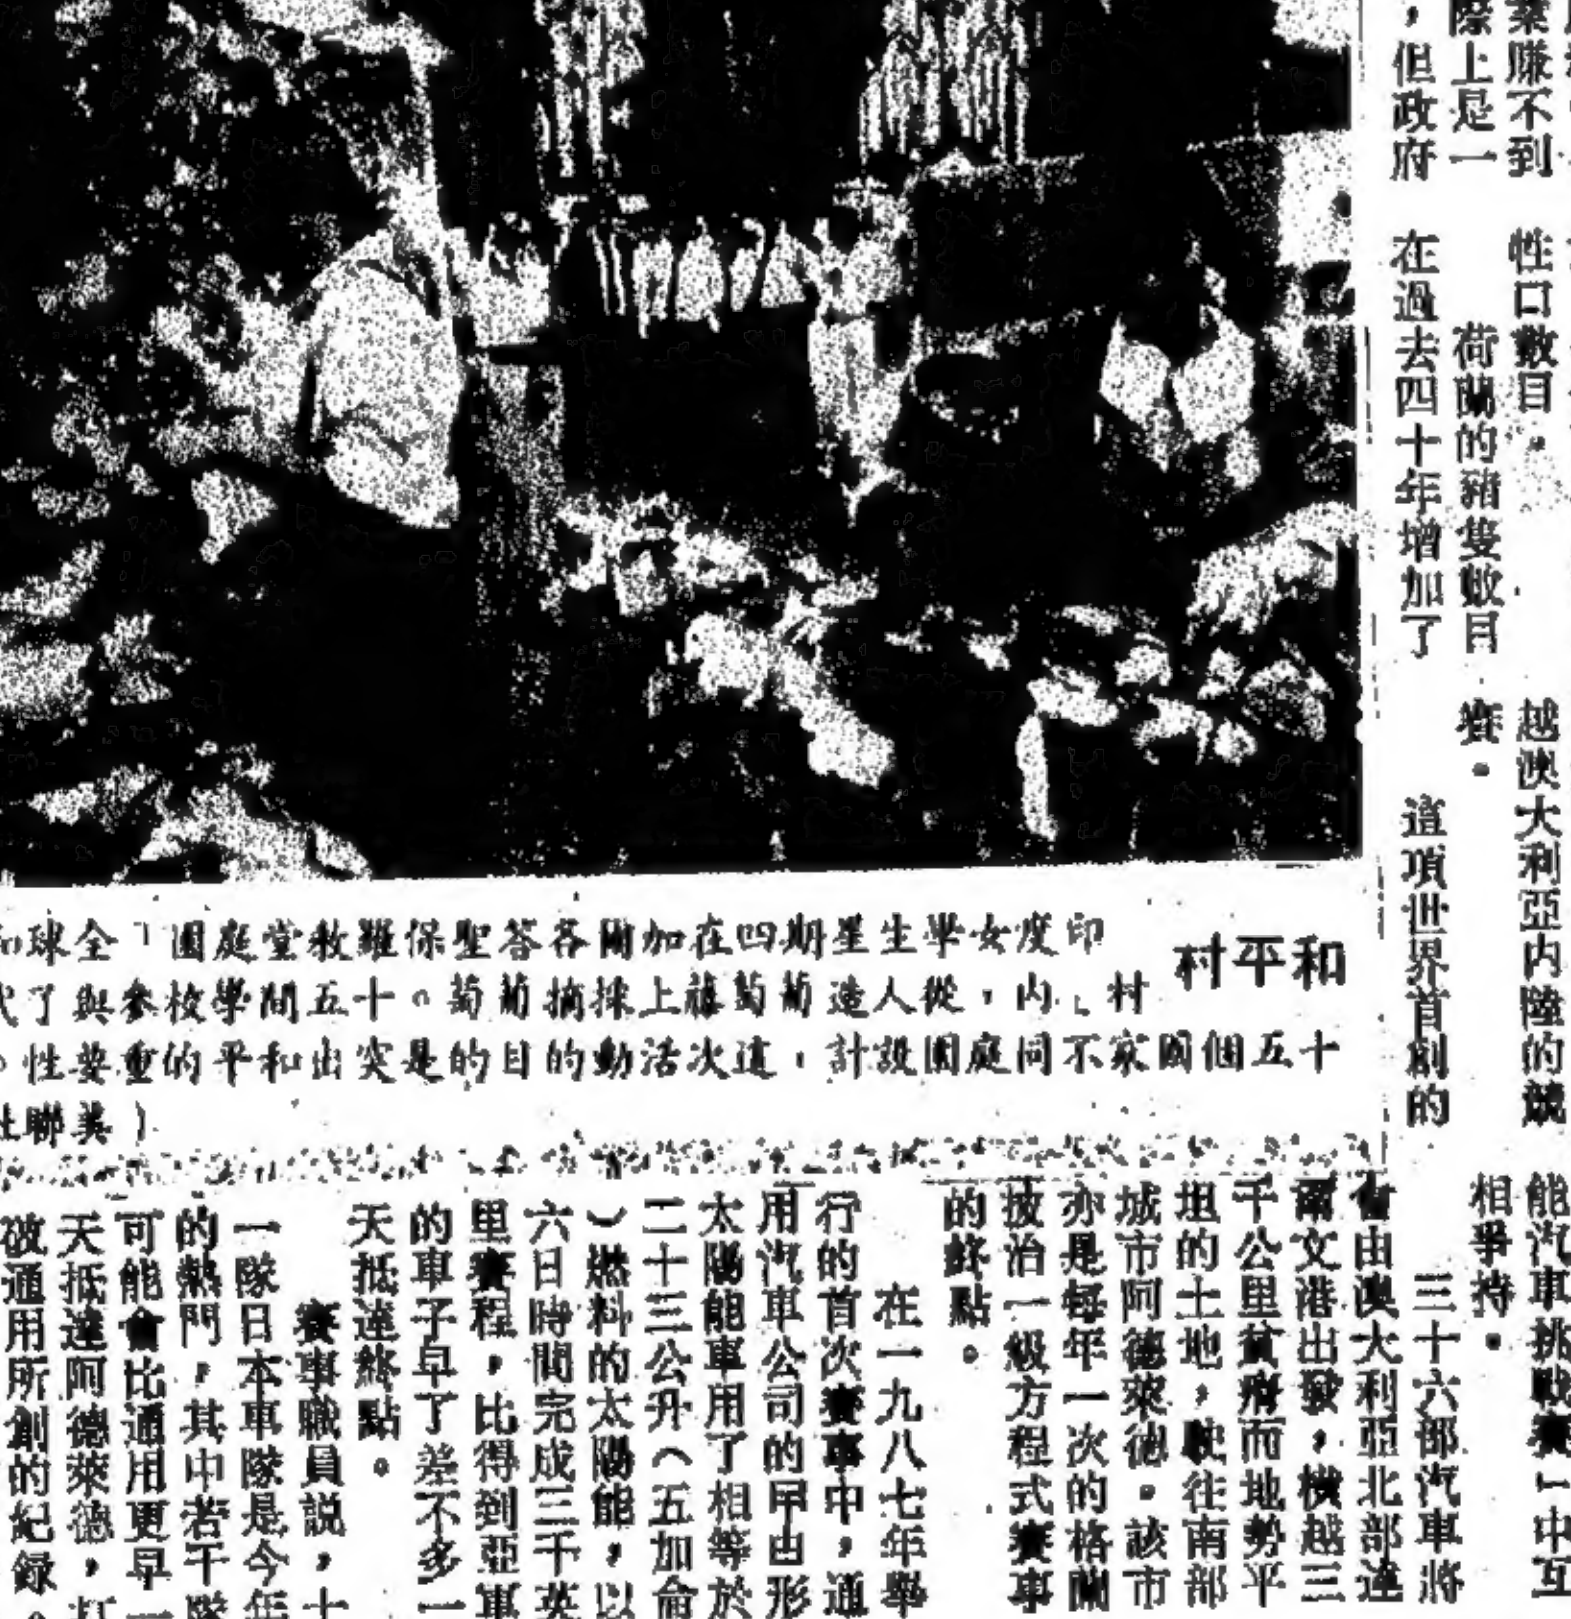 業賺不到
際上是一
，但政府
性口數目。
荷蘭的豬隻數目
在過去四十年增加了
越澳大利亞內陸的競
賽。
這項世界首創的
和平村
印度女學生星期四在加爾各答聖保羅教堂庭園「全球和
村」內，從人造葡萄藤上採摘葡萄。十五間學校參與了代
十五個國家不同庭園設計，這次活動的目的是突出和平的重要性。
（美聯社
能汽車挑戰賽」中互
相爭持。
三十六部汽車將
會由澳大利亞北部達
爾文港出發，橫越三
千公里貧瘠而地勢平
坦的土地，駛往南部
城市阿德萊德。該市
亦是每年一次的格蘭
披治一級方程式賽事
的終點。
在一九八七年舉
行的首次賽事中，通
用汽車公司的曱甴形
太陽能車用了相等於
二十三公升（五加侖
）燃料的太陽能，以
六日時間完成三千英
里賽程，比得到亞軍
的車子早了差不多一
天抵達終點。
賽事職員説，十
一隊日本車隊是今年
的熱門，其中若干隊
可能會比通用更早一
天抵達阿德萊德，打
破通用所創的紀錄。